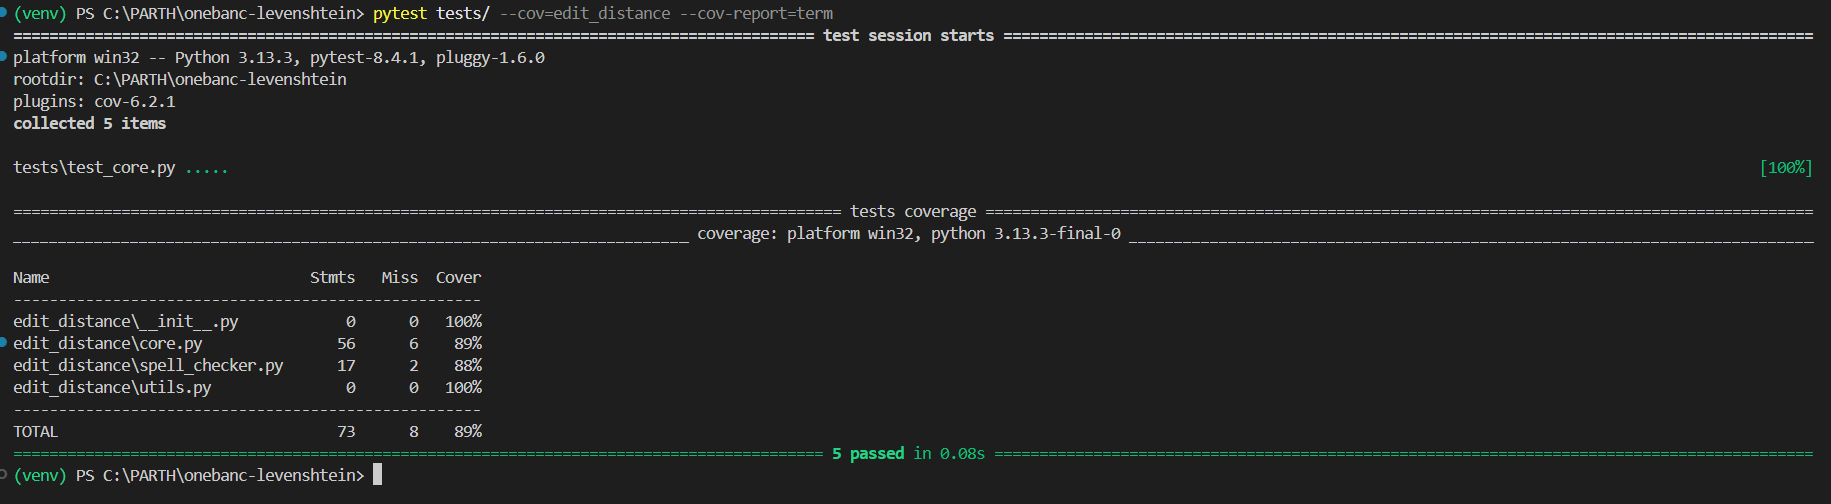 (venv) PS C:\PARTH\onebanc-levenshtein> pytest tests/ --cov=edit_distance --cov-report=term
========================================================================================= test session starts ==========================================================================================
platform win32 -- Python 3.13.3, pytest-8.4.1, pluggy-1.6.0
rootdir: C:\PARTH\onebanc-levenshtein
plugins: cov-6.2.1
collected 5 items
tests\test_core.py ..... [100%]
============================================================================================ tests coverage ============================================================================================
___________________________________________________________________________ coverage: platform win32, python 3.13.3-final-0 ____________________________________________________________________________
Name Stmts Miss Cover
----------------------------------------------------
edit_distance\__init__.py 0 0 100%
edit_distance\core.py 56 6 89%
edit_distance\spell_checker.py 17 2 88%
edit_distance\utils.py 0 0 100%
----------------------------------------------------
TOTAL 73 8 89%
========================================================================================== 5 passed in 0.08s ===========================================================================================
(venv) PS C:\PARTH\onebanc-levenshtein>